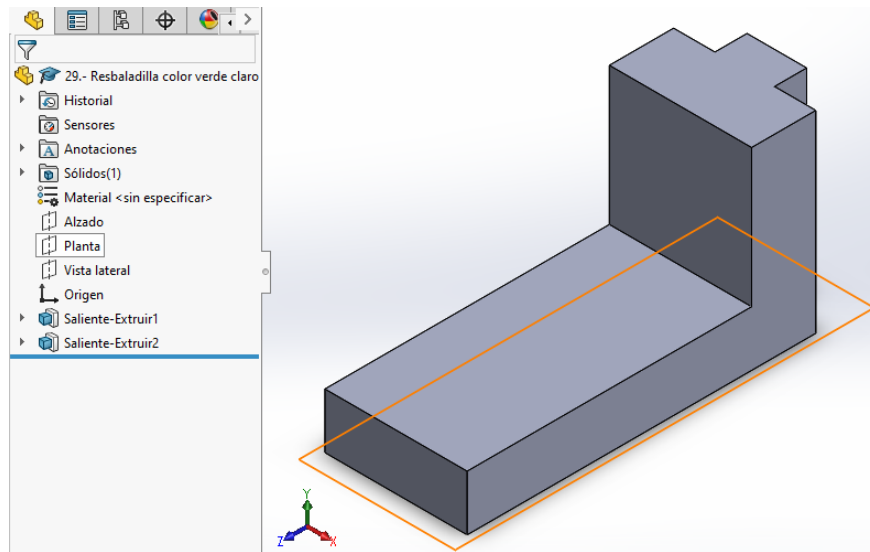 29.- Resbaladilla color verde claro
Historial
Sensores
Anotaciones
Sólidos(1)
Material <sin especificar>
Alzado
Planta
Vista lateral
Origen
Saliente-Extruir1
Saliente-Extruir2
Y
Z
X